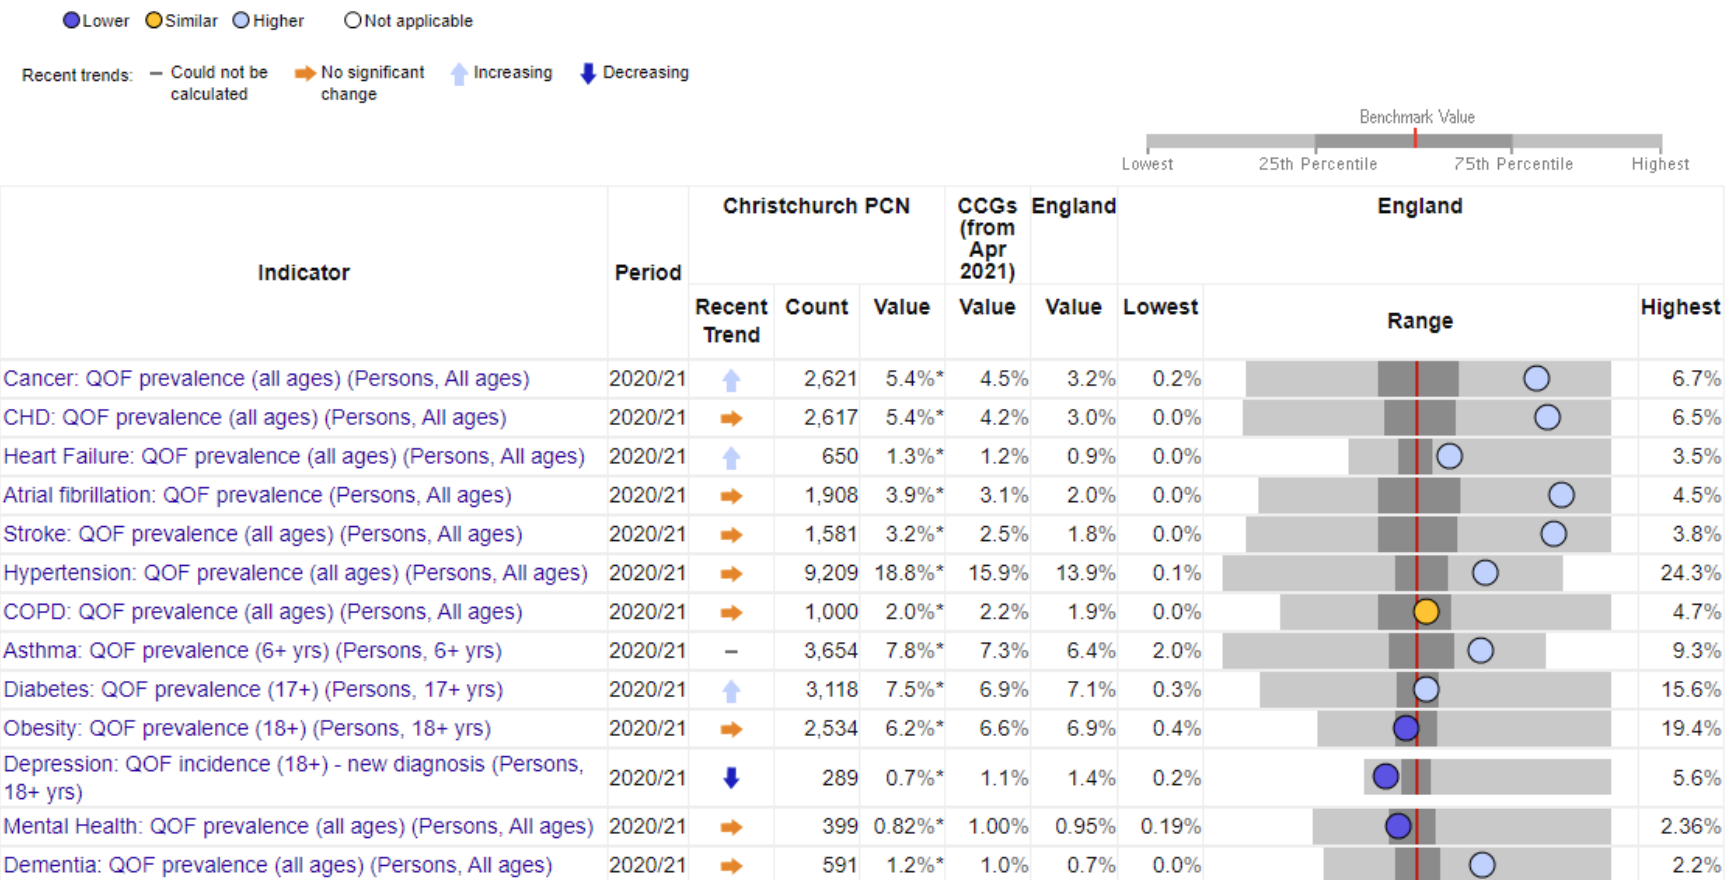 Lower Similar Higher Not applicable
Recent trends: – Could not be calculated No significant change Increasing Decreasing
Benchmark Value
Lowest 25th Percentile 75th Percentile Highest
Indicator Period Christchurch PCN CCGs (from Apr 2021) England England
Recent Trend Count Value Value Value Lowest Range Highest
Cancer: QOF prevalence (all ages) (Persons, All ages) 2020/21 2,621 5.4%* 4.5% 3.2% 0.2% 6.7%
CHD: QOF prevalence (all ages) (Persons, All ages) 2020/21 2,617 5.4%* 4.2% 3.0% 0.0% 6.5%
Heart Failure: QOF prevalence (all ages) (Persons, All ages) 2020/21 650 1.3%* 1.2% 0.9% 0.0% 3.5%
Atrial fibrillation: QOF prevalence (Persons, All ages) 2020/21 1,908 3.9%* 3.1% 2.0% 0.0% 4.5%
Stroke: QOF prevalence (all ages) (Persons, All ages) 2020/21 1,581 3.2%* 2.5% 1.8% 0.0% 3.8%
Hypertension: QOF prevalence (all ages) (Persons, All ages) 2020/21 9,209 18.8%* 15.9% 13.9% 0.1% 24.3%
COPD: QOF prevalence (all ages) (Persons, All ages) 2020/21 1,000 2.0%* 2.2% 1.9% 0.0% 4.7%
Asthma: QOF prevalence (6+ yrs) (Persons, 6+ yrs) 2020/21 – 3,654 7.8%* 7.3% 6.4% 2.0% 9.3%
Diabetes: QOF prevalence (17+) (Persons, 17+ yrs) 2020/21 3,118 7.5%* 6.9% 7.1% 0.3% 15.6%
Obesity: QOF prevalence (18+) (Persons, 18+ yrs) 2020/21 2,534 6.2%* 6.6% 6.9% 0.4% 19.4%
Depression: QOF incidence (18+) - new diagnosis (Persons, 18+ yrs) 2020/21 289 0.7%* 1.1% 1.4% 0.2% 5.6%
Mental Health: QOF prevalence (all ages) (Persons, All ages) 2020/21 399 0.82%* 1.00% 0.95% 0.19% 2.36%
Dementia: QOF prevalence (all ages) (Persons, All ages) 2020/21 591 1.2%* 1.0% 0.7% 0.0% 2.2%